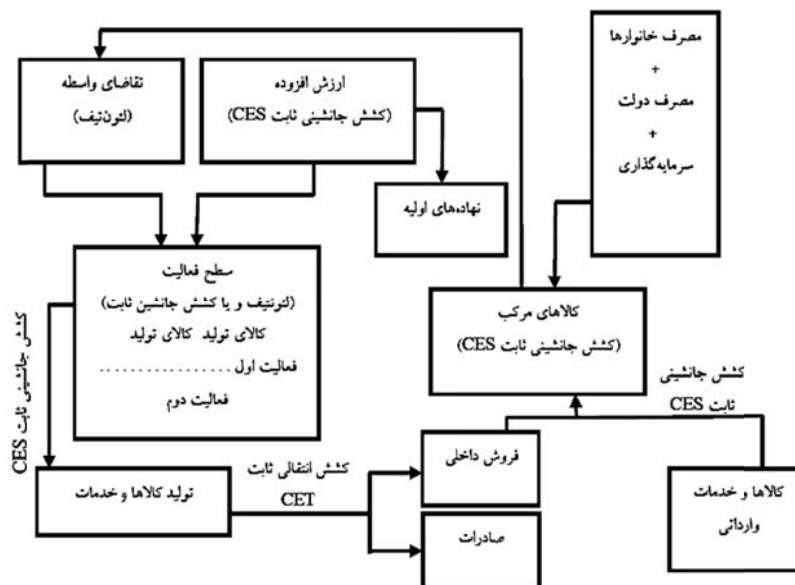 مصرف خانوارها
+
مصرف دولت
+
سرمایه‌گذاری
ارزش افزوده
(کشش جانشینی ثابت CES)
تقاضای واسطه
(لئون‌تیف)
نهاده‌های اولیه
سطح فعالیت
(لئونتیف و یا کشش جانشین ثابت)
کالای تولید کالای تولید
فعالیت اول ..................
فعالیت دوم
کالاهای مرکب
(کشش جانشینی ثابت CES)
کشش جانشینی
ثابت CES
کشش جانشینی ثابت CES
فروش داخلی
کالاها و خدمات
وارداتی
کشش انتقالی ثابت
CET
تولید کالاها و خدمات
صادرات